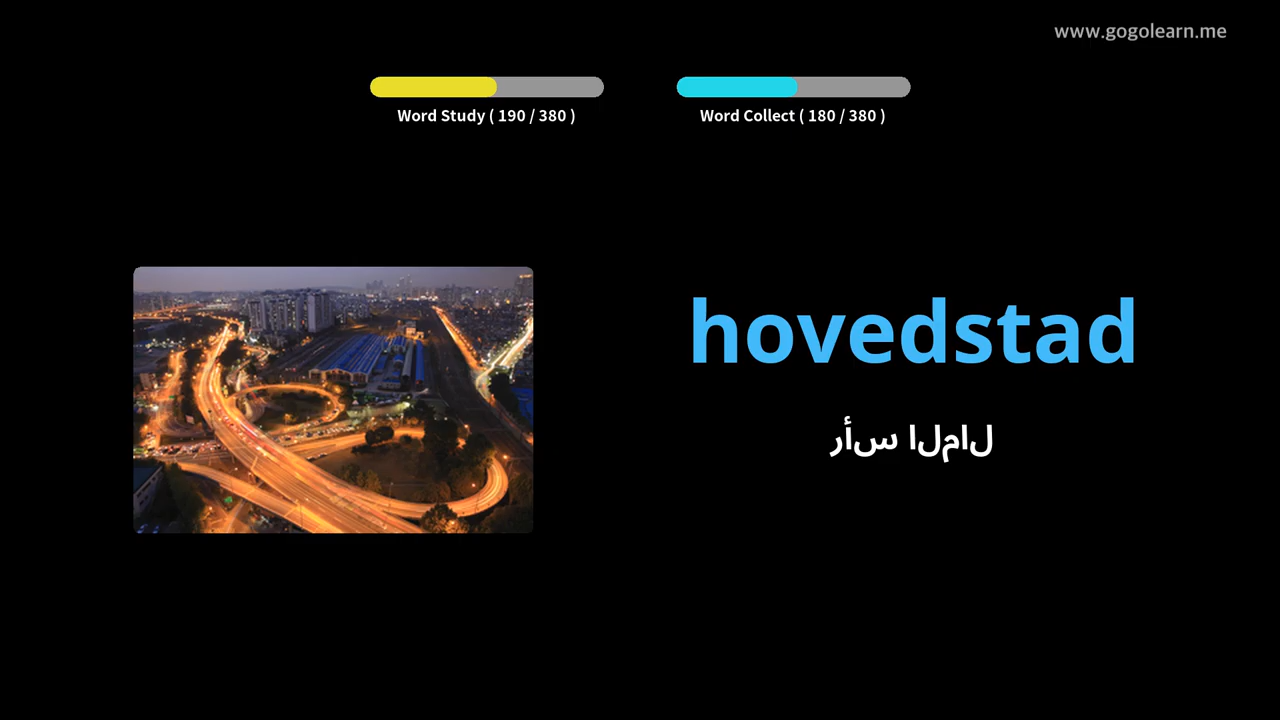 www.gogolearn.me
Word Study ( 190 / 380 )
Word Collect ( 180 / 380 )
hovedstad
رأس المال